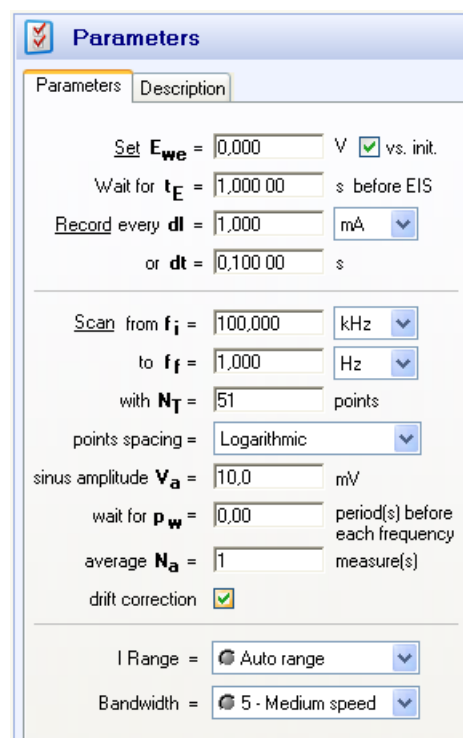 Parameters
Parameters Description
Set Ewe = 0,000 V vs. init.
Wait for tE = 1,000 00 s before EIS
Record every dI = 1,000 mA
or dt = 0,100 00 s
Scan from fi = 100,000 kHz
to ff = 1,000 Hz
with NT = 51 points
points spacing = Logarithmic
sinus amplitude Va = 10,0 mV
wait for pw = 0,00 period(s) before
each frequency
average Na = 1 measure(s)
drift correction
I Range = Auto range
Bandwidth = 5 - Medium speed